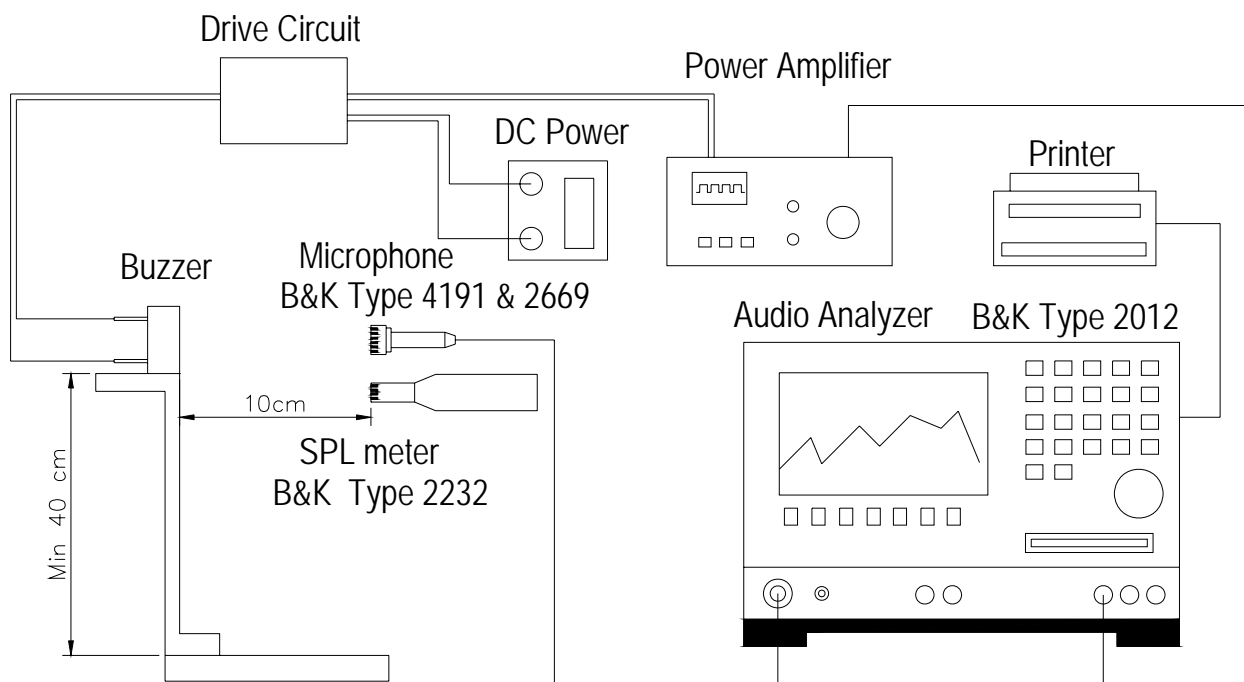 Drive Circuit
Power Amplifier
DC Power
Printer
Buzzer
Microphone
B&K Type 4191 & 2669
Audio Analyzer
B&K Type 2012
10cm
SPL meter
B&K Type 2232
Min 40 cm